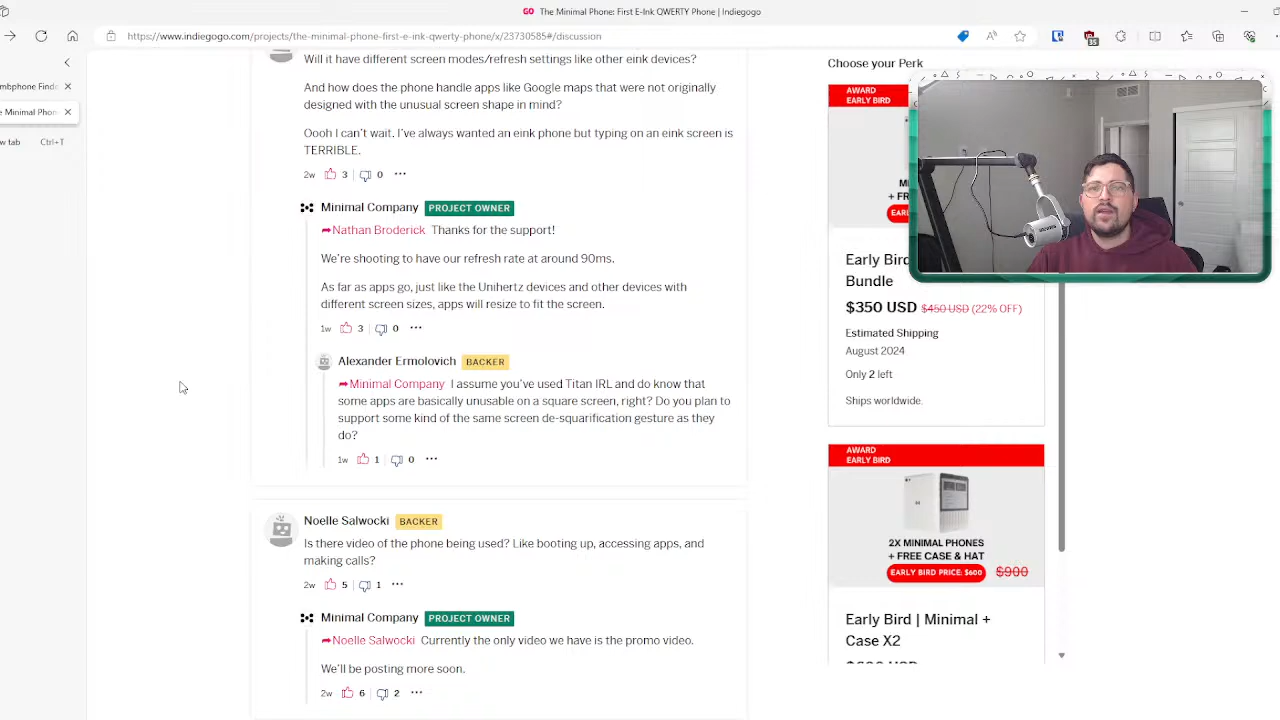 The Minimal Phone: First E-Ink QWERTY Phone | Indiegogo
https://www.indiegogo.com/projects/the-minimal-phone-first-e-ink-qwerty-phone/x/23730585#/discussion
35
mbphone Finde
e Minimal Phon
w tab Ctrl+T
Will it have different screen modes/refresh settings like other eink devices?
And how does the phone handle apps like Google maps that were not originally
designed with the unusual screen shape in mind?
Oooh I can't wait. I've always wanted an eink phone but typing on an eink screen is
TERRIBLE.
2w 3 0 ...
Minimal Company PROJECT OWNER
Nathan Broderick Thanks for the support!
We're shooting to have our refresh rate at around 90ms.
As far as apps go, just like the Unihertz devices and other devices with
different screen sizes, apps will resize to fit the screen.
1w 3 0 ...
Alexander Ermolovich BACKER
Minimal Company I assume you've used Titan IRL and do know that
some apps are basically unusable on a square screen, right? Do you plan to
support some kind of the same screen de-squarification gesture as they
do?
1w 1 0 ...
Noelle Salwocki BACKER
Is there video of the phone being used? Like booting up, accessing apps, and
making calls?
2w 5 1 ...
Minimal Company PROJECT OWNER
Noelle Salwocki Currently the only video we have is the promo video.
We'll be posting more soon.
2w 6 2 ...
Choose your Perk
AWARD
EARLY BIRD
Early Bird
Bundle
$350 USD $450 USD (22% OFF)
Estimated Shipping
August 2024
Only 2 left
Ships worldwide.
AWARD
EARLY BIRD
2X MINIMAL PHONES
+ FREE CASE & HAT
EARLY BIRD PRICE: $600 $900
Early Bird | Minimal +
Case X2